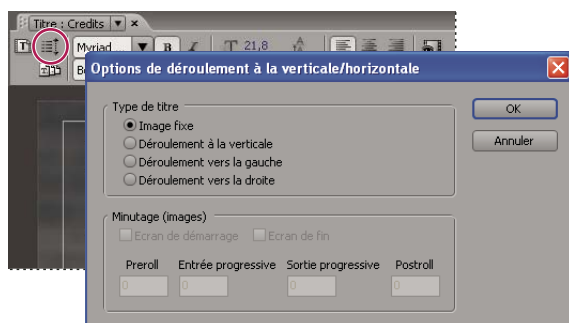 Titre : Credits
T Myriad B I T 21,8
Options de déroulement à la verticale/horizontale
Type de titre
Image fixe
Déroulement à la verticale
Déroulement vers la gauche
Déroulement vers la droite
OK
Annuler
Minutage (images)
Ecran de démarrage Ecran de fin
Preroll Entrée progressive Sortie progressive Postroll
0 0 0 0